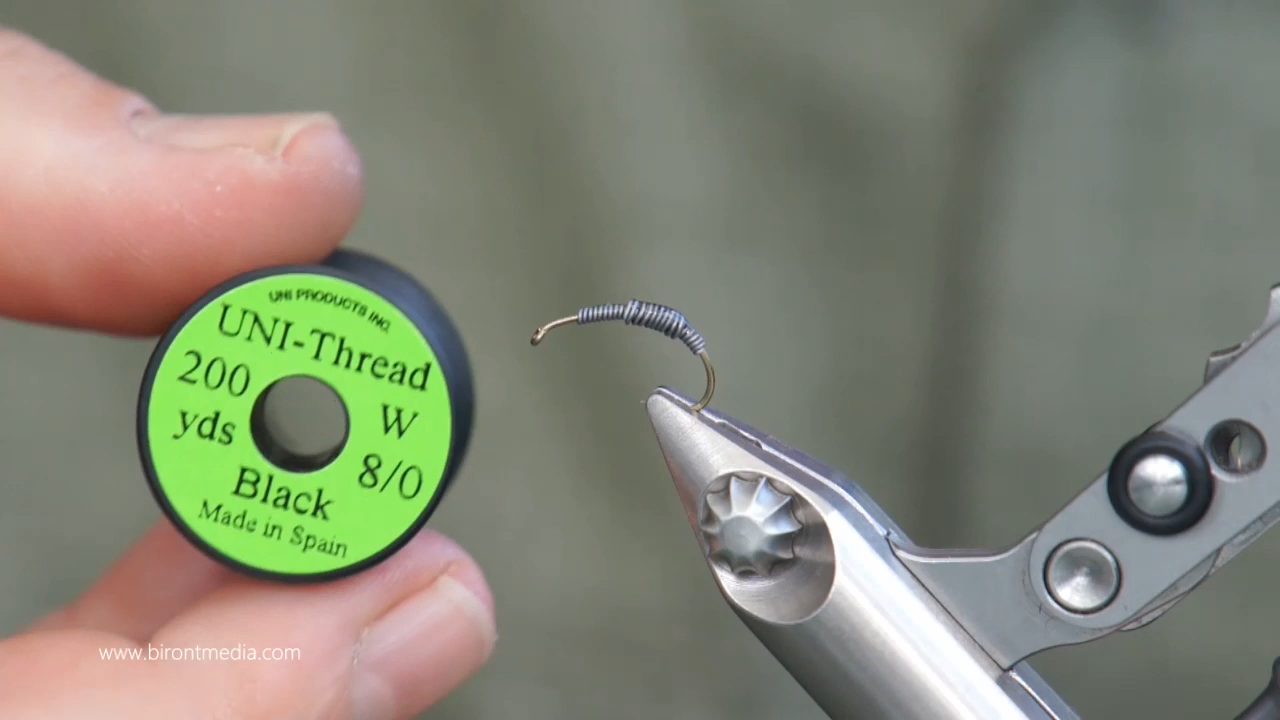 UNI PRODUCTS INC.
UNI-Thread
200 W
yds 8/0
Black
Made in Spain
www.birontmedia.com